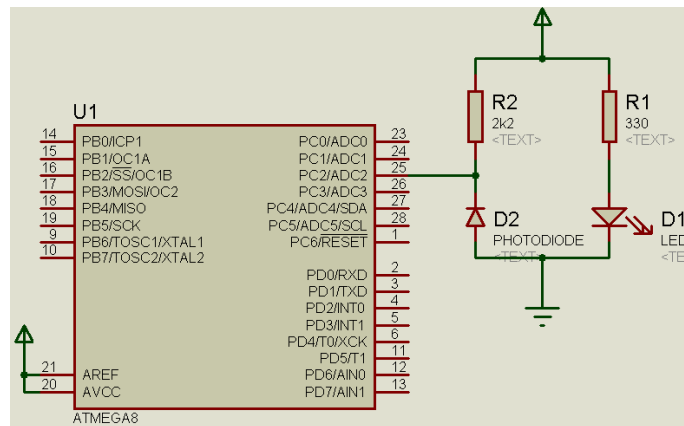 U1
14 PB0/ICP1 PC0/ADC0 23
15 PB1/OC1A PC1/ADC1 24
16 PB2/SS/OC1B PC2/ADC2 25
17 PB3/MOSI/OC2 PC3/ADC3 26
18 PB4/MISO PC4/ADC4/SDA 27
19 PB5/SCK PC5/ADC5/SCL 28
9 PB6/TOSC1/XTAL1 PC6/RESET 1
10 PB7/TOSC2/XTAL2
PD0/RXD 2
PD1/TXD 3
PD2/INT0 4
PD3/INT1 5
PD4/T0/XCK 6
PD5/T1 11
21 AREF PD6/AIN0 12
20 AVCC PD7/AIN1 13
ATMEGA8
R2
2k2
<TEXT>
R1
330
<TEXT>
D2
PHOTODIODE
<TEXT>
D1
LED
<TE